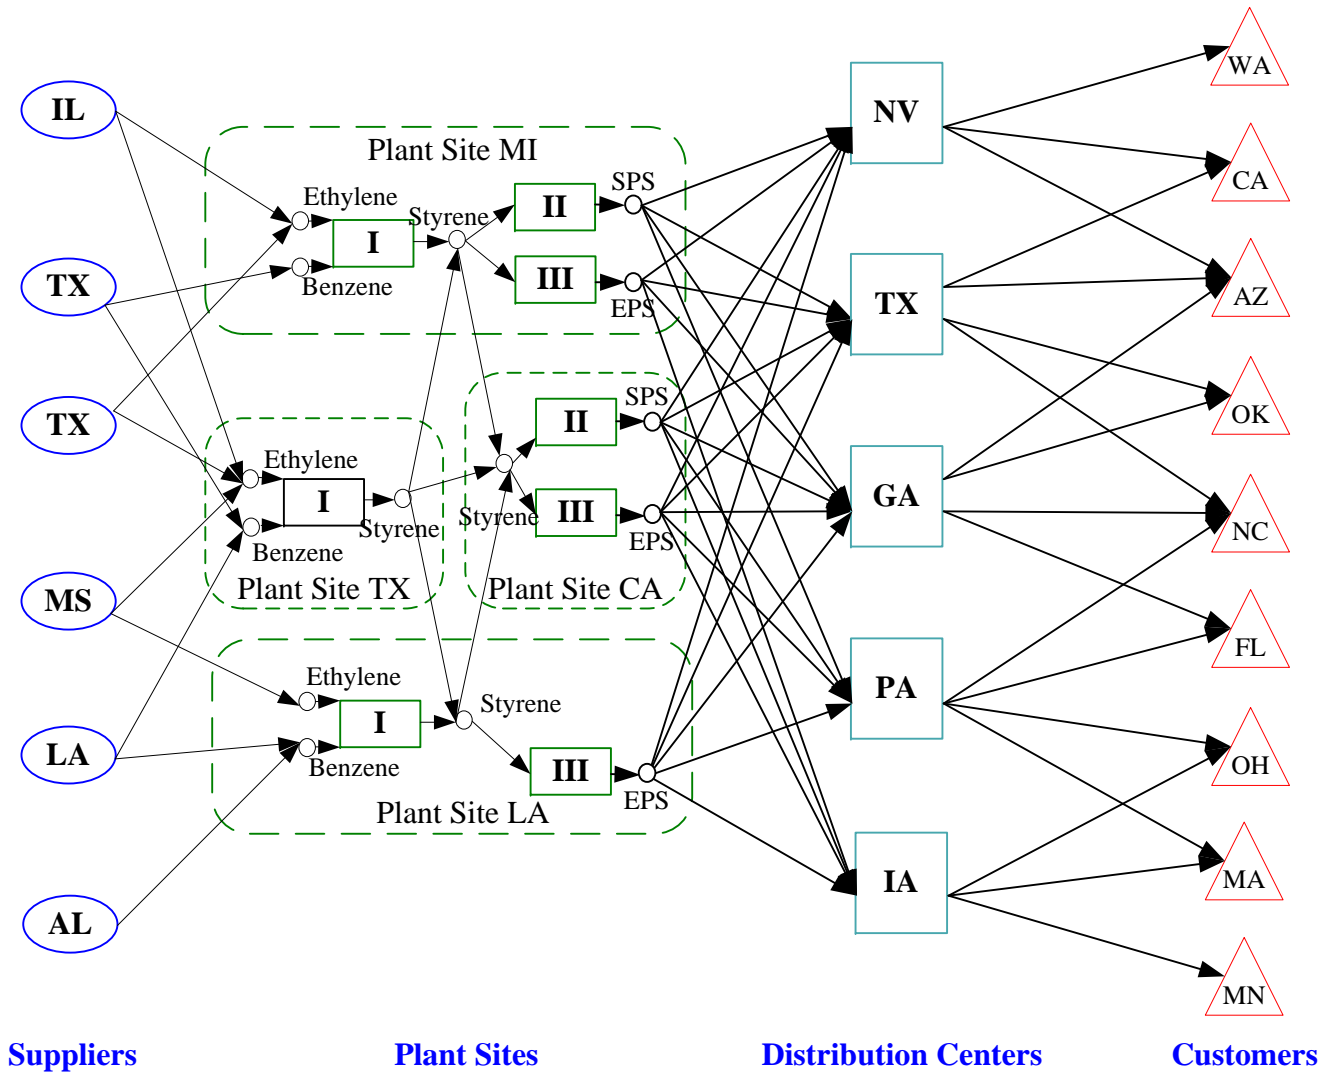 IL
TX
TX
MS
LA
AL
Plant Site MI
Ethylene
Benzene
I
Styrene
II
III
SPS
EPS
Ethylene
Benzene
I
Styrene
Plant Site TX
Styrene
II
III
SPS
EPS
Plant Site CA
Ethylene
Benzene
I
Styrene
III
EPS
Plant Site LA
NV
TX
GA
PA
IA
WA
CA
AZ
OK
NC
FL
OH
MA
MN
Suppliers
Plant Sites
Distribution Centers
Customers